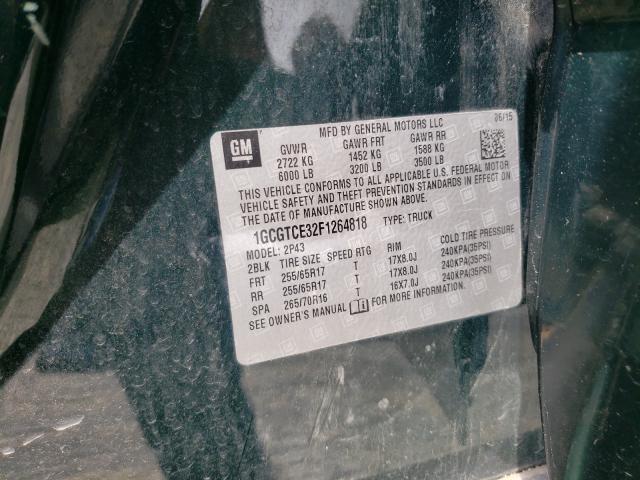 MFD BY GENERAL MOTORS LLC 06/15
GM GVWR GAWR FRT GAWR RR
2722 KG 1452 KG 1588 KG
6000 LB 3200 LB 3500 LB
THIS VEHICLE CONFORMS TO ALL APPLICABLE U.S. FEDERAL MOTOR
VEHICLE SAFETY AND THEFT PREVENTION STANDARDS IN EFFECT ON
THE DATE OF MANUFACTURE SHOWN ABOVE.
1GCGTCE32F1264818 TYPE: TRUCK
MODEL: 2P43
2BLK TIRE SIZE SPEED RTG RIM COLD TIRE PRESSURE
FRT 255/65R17 T 17X8.0J 240KPA(35PSI)
RR 255/65R17 T 17X8.0J 240KPA(35PSI)
SPA 265/70R16 T 16X7.0J 240KPA(35PSI)
SEE OWNER'S MANUAL FOR MORE INFORMATION.